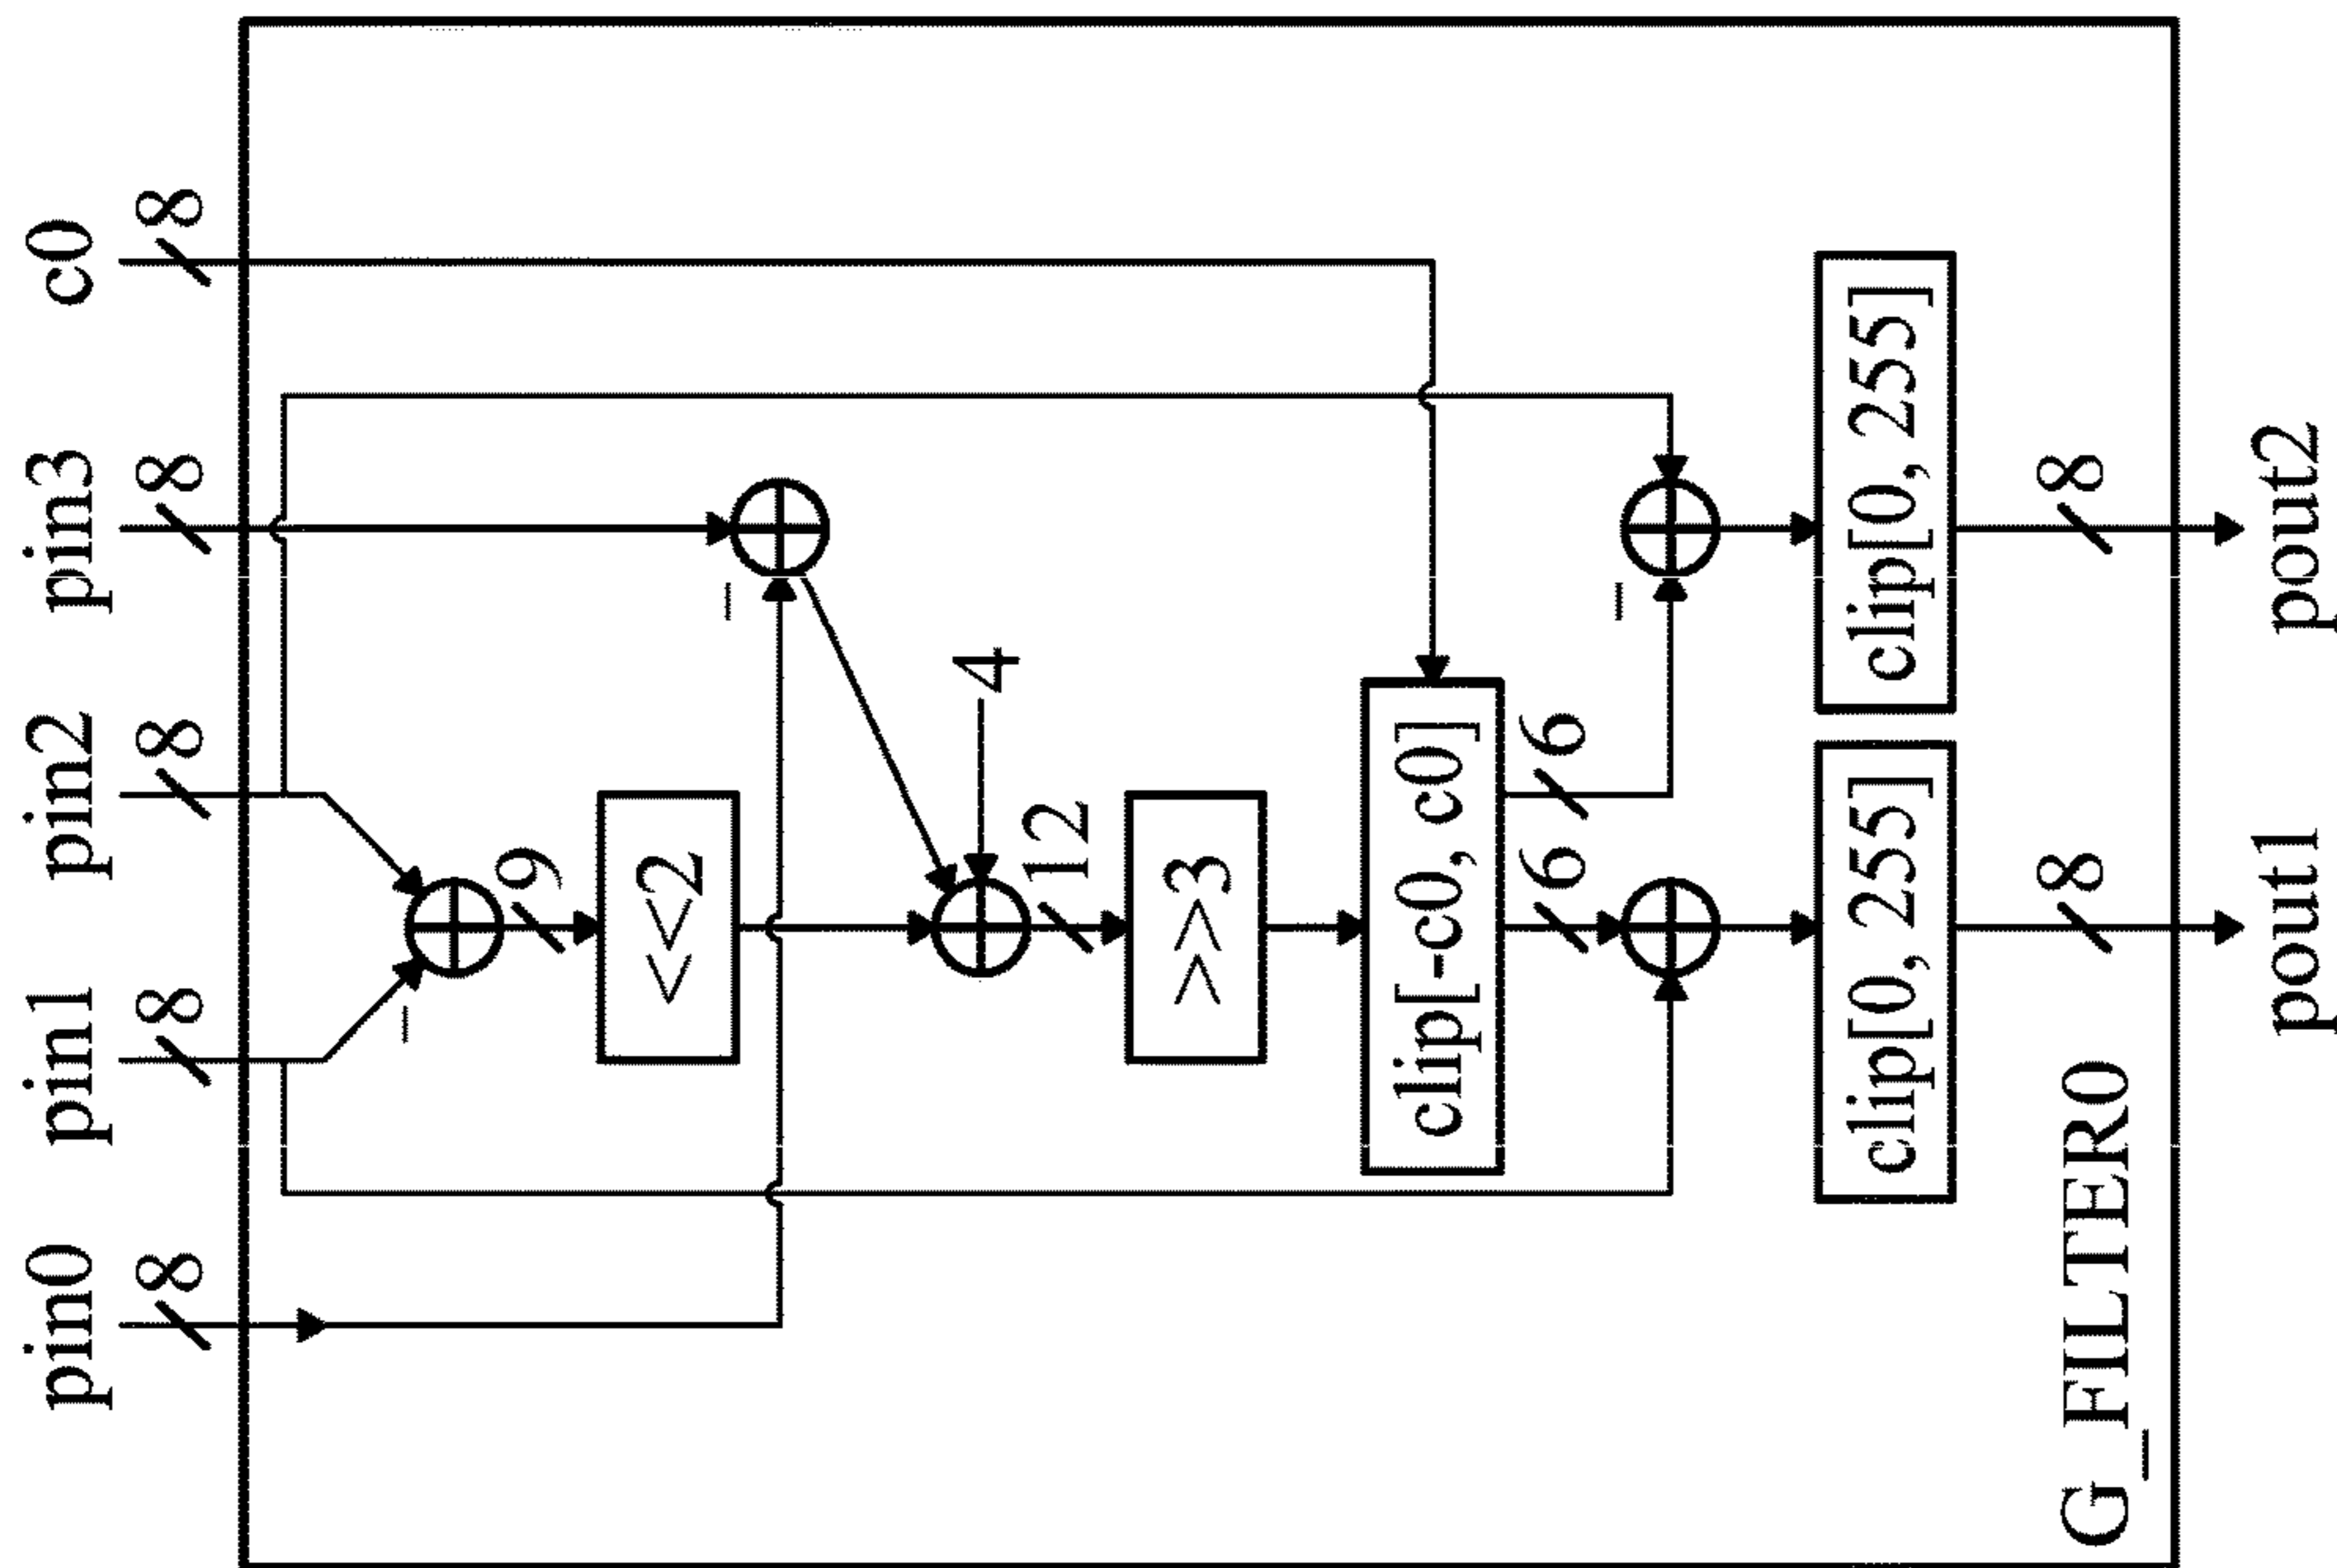 pin0
pin1
pin2
pin3
c0
8
8
8
8
8
−
9
<<2
−
4
12
>>3
clip[-c0, c0]
6
6
−
clip[0, 255]
clip[0, 255]
8
8
G_FILTER0
pout1
pout2